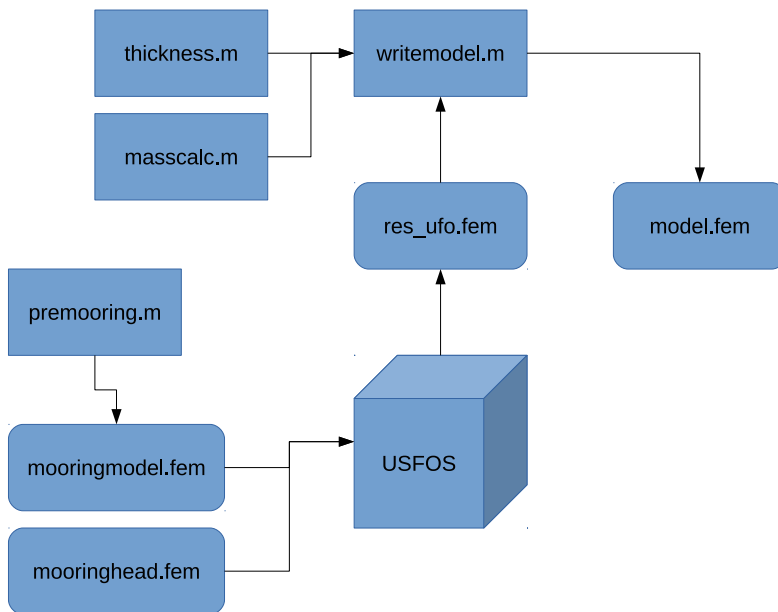 thickness.m
writemodel.m
masscalc.m
res_ufo.fem
model.fem
premooring.m
mooringmodel.fem
USFOS
mooringhead.fem